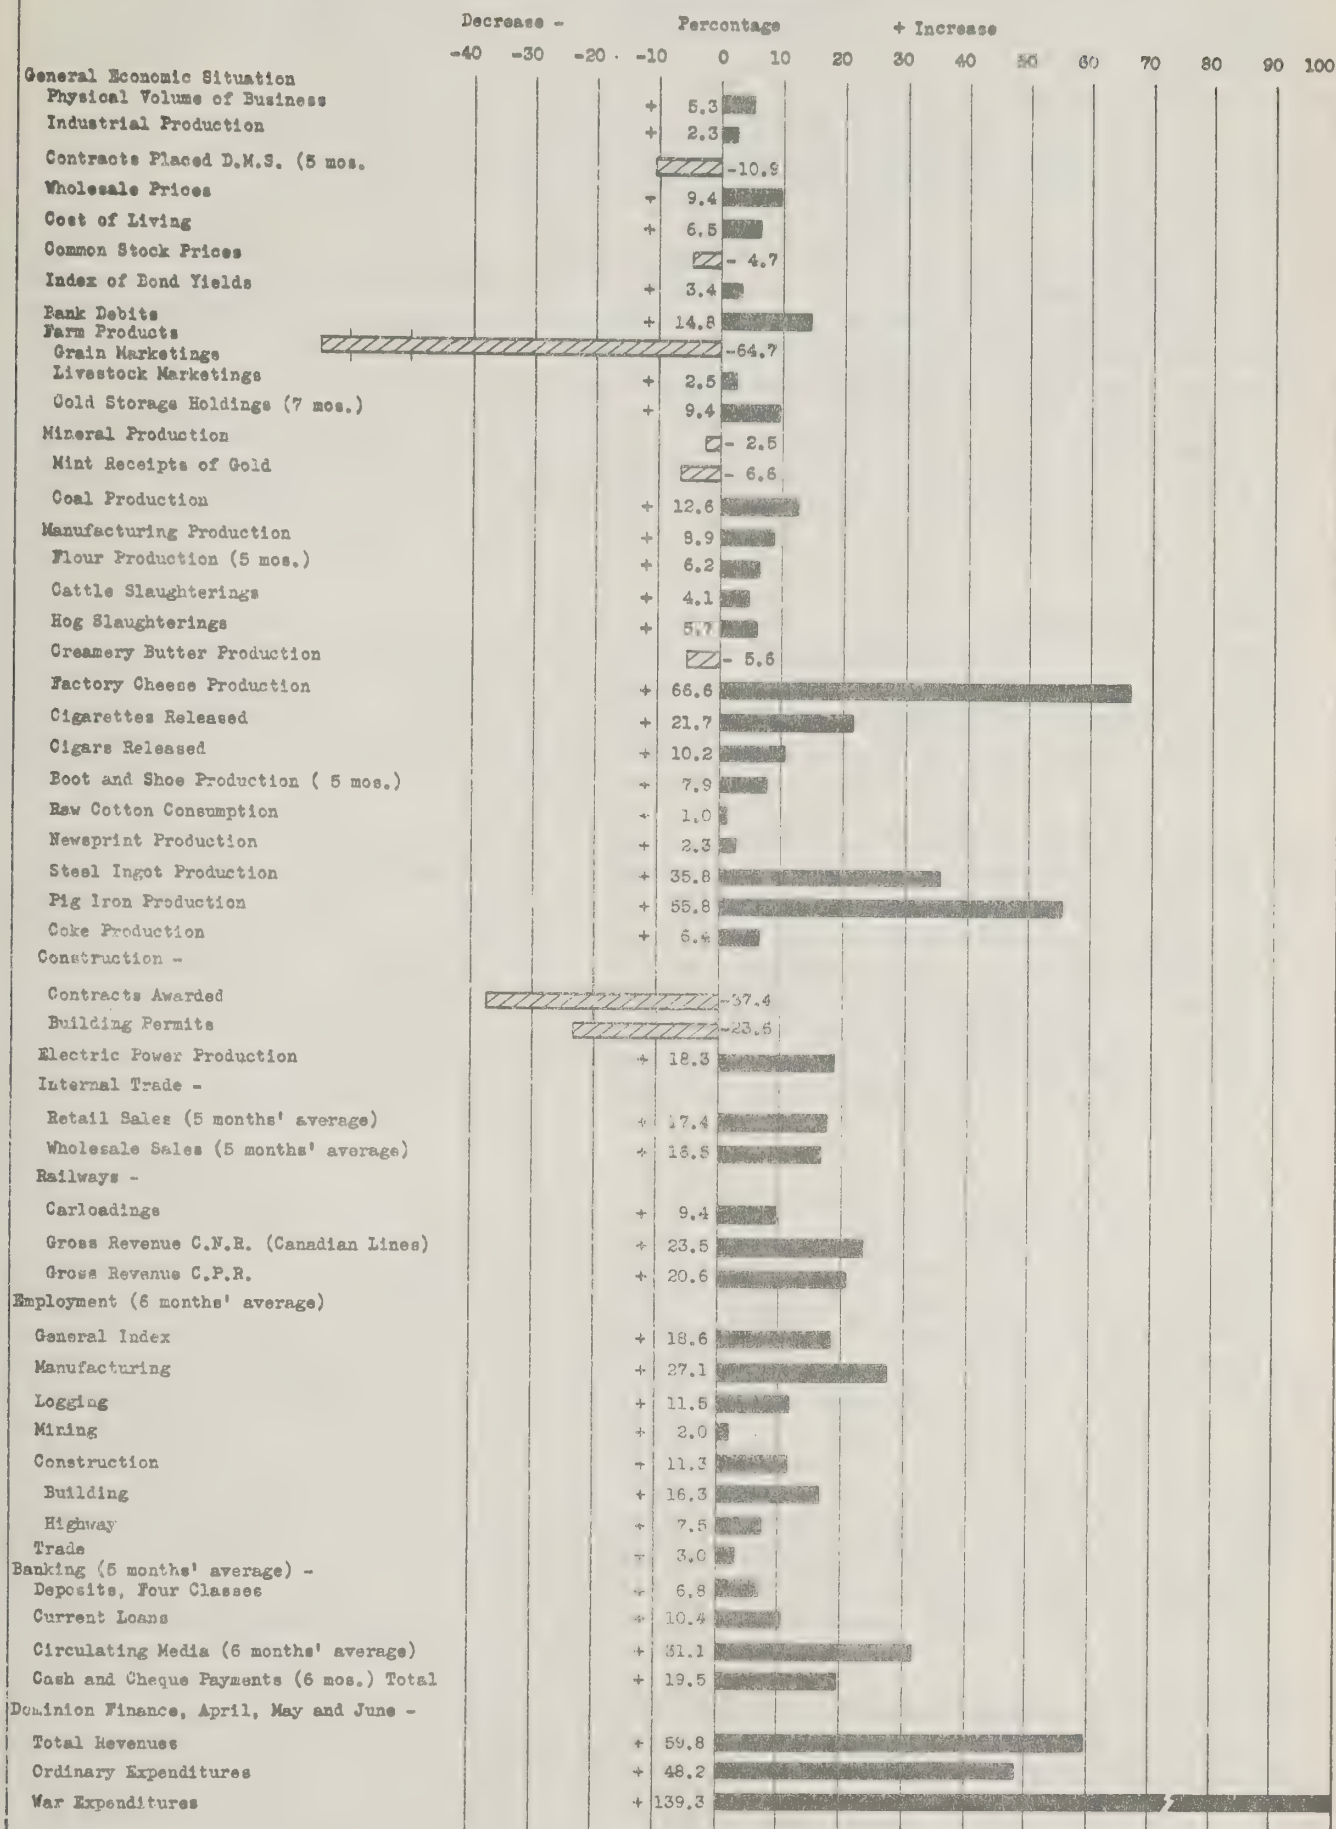 Decrease - Percentage + Increase
-40 -30 -20 -10 0 10 20 30 40 50 60 70 80 90 100
General Economic Situation
Physical Volume of Business + 5.3
Industrial Production + 2.3
Contracts Placed D.M.S. (5 mos. -10.9
Wholesale Prices + 9.4
Cost of Living + 6.5
Common Stock Prices - 4.7
Index of Bond Yields + 3.4
Bank Debits + 14.8
Farm Products
Grain Marketings -64.7
Livestock Marketings + 2.5
Cold Storage Holdings (7 mos.) + 9.4
Mineral Production - 2.5
Mint Receipts of Gold - 6.6
Coal Production + 12.6
Manufacturing Production + 8.9
Flour Production (5 mos.) + 6.2
Cattle Slaughterings + 4.1
Hog Slaughterings + 5.7
Creamery Butter Production - 5.6
Factory Cheese Production + 66.6
Cigarettes Released + 21.7
Cigars Released + 10.2
Boot and Shoe Production ( 5 mos.) + 7.9
Raw Cotton Consumption + 1.0
Newsprint Production + 2.3
Steel Ingot Production + 35.8
Pig Iron Production + 55.8
Coke Production + 6.4
Construction -
Contracts Awarded -37.4
Building Permits
Electric Power Production + 18.3
Internal Trade -
Retail Sales (5 months' average) + 17.4
Wholesale Sales (5 months' average) + 16.5
Railways -
Carloadings + 9.4
Gross Revenue C.N.R. (Canadian Lines) + 23.5
Gross Revenue C.P.R. + 20.6
Employment (6 months' average)
General Index + 18.6
Manufacturing + 27.1
Logging + 11.5
Mining + 2.0
Construction + 11.3
Building + 16.3
Highway + 7.5
Trade + 3.0
Banking (5 months' average) -
Deposits, Four Classes + 6.8
Current Loans + 10.4
Circulating Media (6 months' average) + 31.1
Cash and Cheque Payments (6 mos.) Total + 19.5
Dominion Finance, April, May and June -
Total Revenues + 59.8
Ordinary Expenditures + 48.2
War Expenditures + 139.3